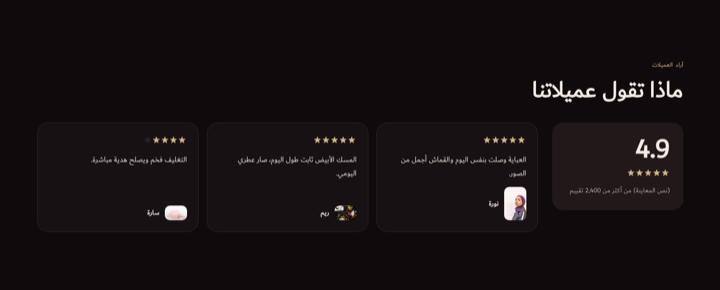 آراء العميلات
ماذا تقول عميلاتنا
4.9
(نص المعاينة) من أكثر من 2,400 تقييم
العباية وصلت بنفس اليوم والقماش أجمل من
الصور.
نورة
المسك الأبيض ثابت طول اليوم، صار عطري
اليومي.
ريم
التغليف فخم ويصلح هدية مباشرة.
سارة